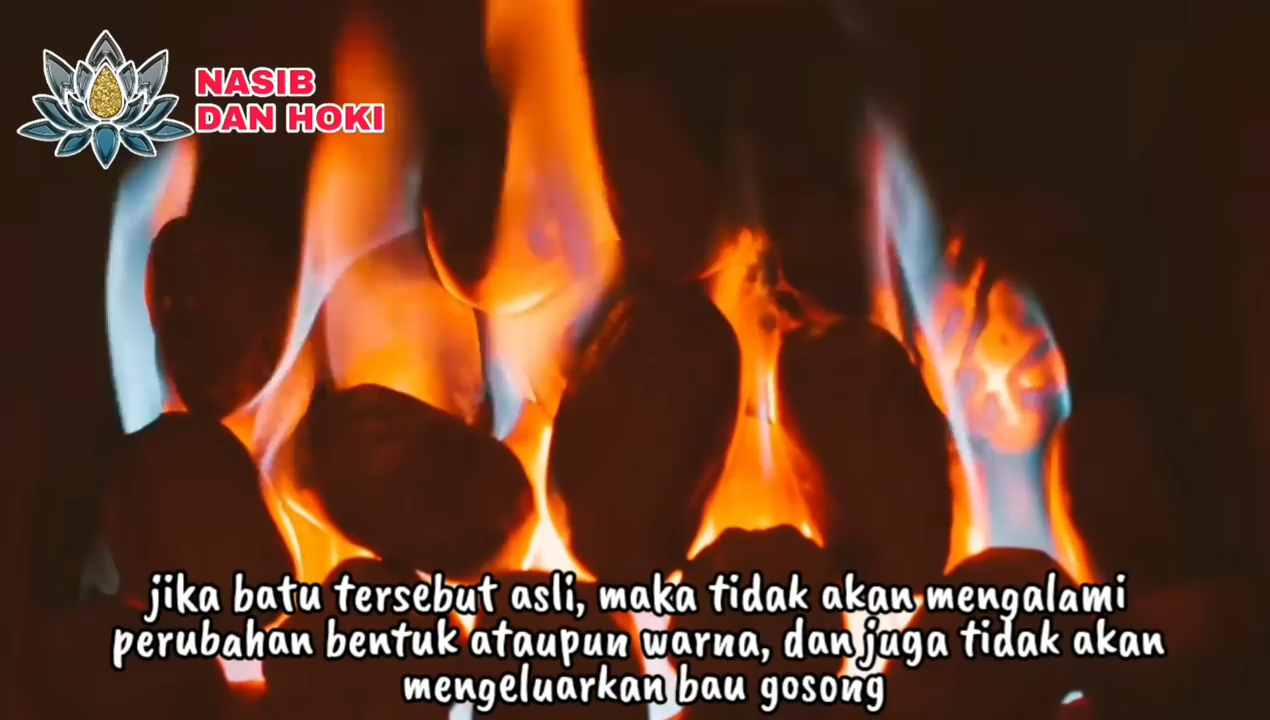 NASIB
DAN HOKI
jika batu tersebut asli, maka tidak akan mengalami
perubahan bentuk ataupun warna, dan juga tidak akan
mengeluarkan bau gosong